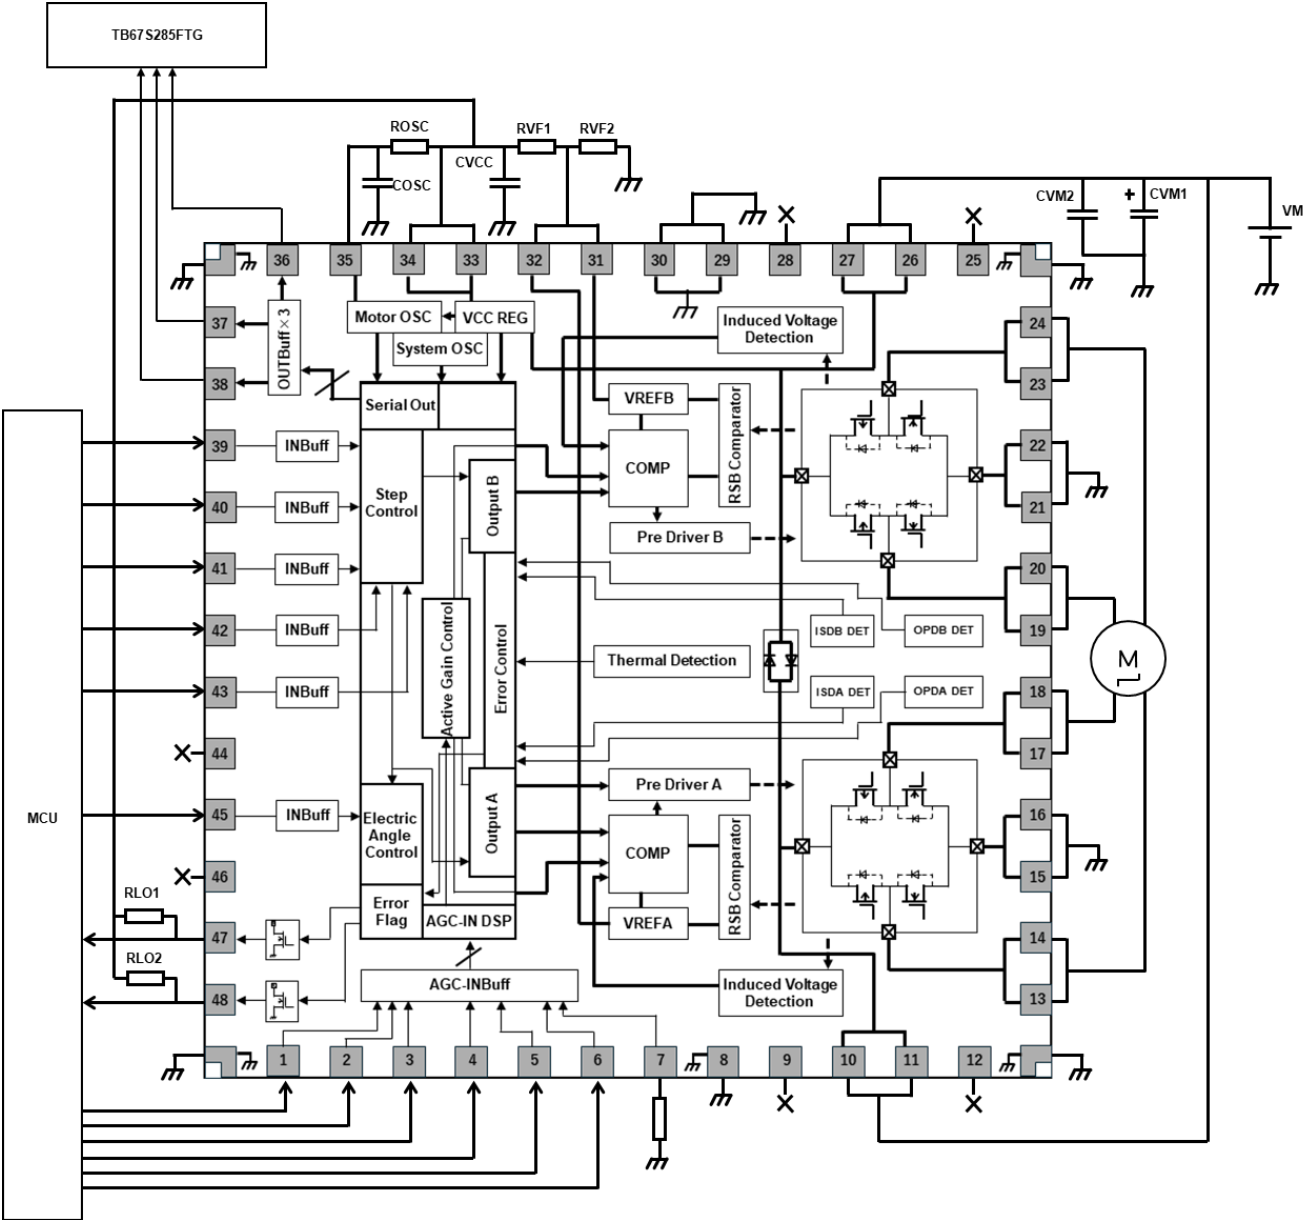 TB67S285FTG
ROSC
RVF1
RVF2
CVCC
COSC
CVM2
+
CVM1
VM
36
35
34
33
32
31
30
29
28
27
26
25
37
38
39
40
41
42
43
44
45
46
47
48
24
23
22
21
20
19
18
17
16
15
14
13
1
2
3
4
5
6
7
8
9
10
11
12
OUTBuff×3
Motor OSC
VCC REG
System OSC
Induced Voltage
Detection
Serial Out
VREFB
RSB Comparator
INBuff
Step
Control
COMP
Output B
INBuff
Pre Driver B
INBuff
INBuff
Active Gain Control
Error Control
ISDB DET
OPDB DET
Thermal Detection
M
INBuff
ISDA DET
OPDA DET
Pre Driver A
MCU
INBuff
Electric
Angle
Control
Output A
COMP
RSB Comparator
RLO1
Error
Flag
AGC-IN DSP
VREFA
RLO2
AGC-INBuff
Induced Voltage
Detection